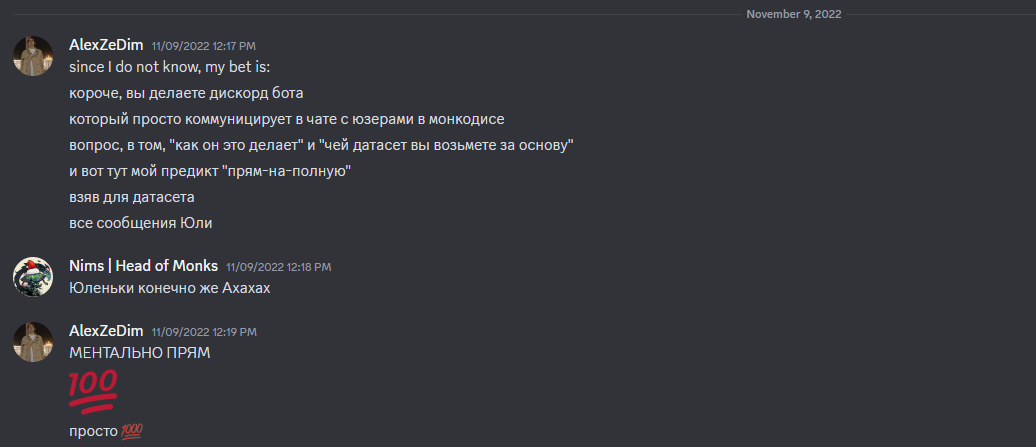 November 9, 2022
AlexZeDim 11/09/2022 12:17 PM
since I do not know, my bet is:
короче, вы делаете дискорд бота
который просто коммуницирует в чате с юзерами в монкодисе
вопрос, в том, "как он это делает" и "чей датасет вы возьмете за основу"
и вот тут мой предикт "прям-на-полную"
взяв для датасета
все сообщения Юли
Nims | Head of Monks 11/09/2022 12:18 PM
Юленьки конечно же Ахахах
AlexZeDim 11/09/2022 12:19 PM
МЕНТАЛЬНО ПРЯМ
100
просто 1000